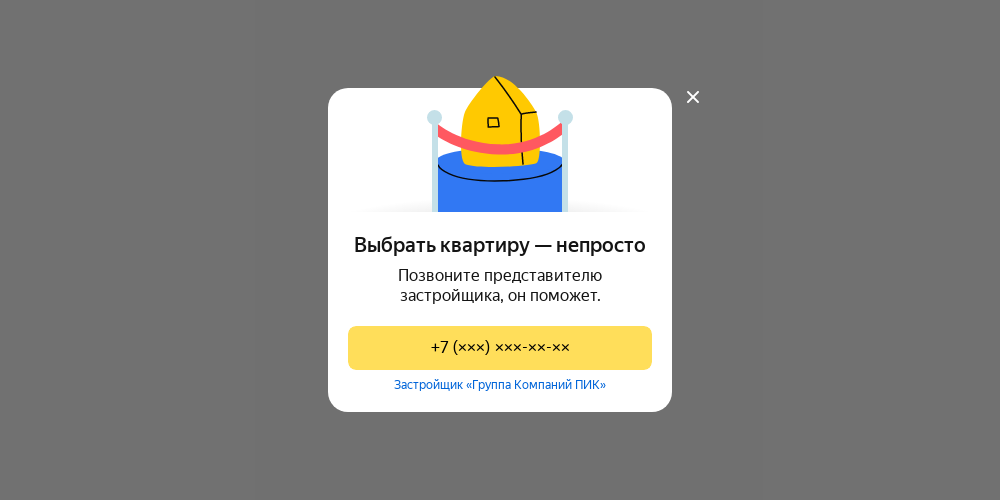 Выбрать квартиру — непросто
Позвоните представителю
застройщика, он поможет.
+7 (×××) ×××-××-××
Застройщик «Группа Компаний ПИК»